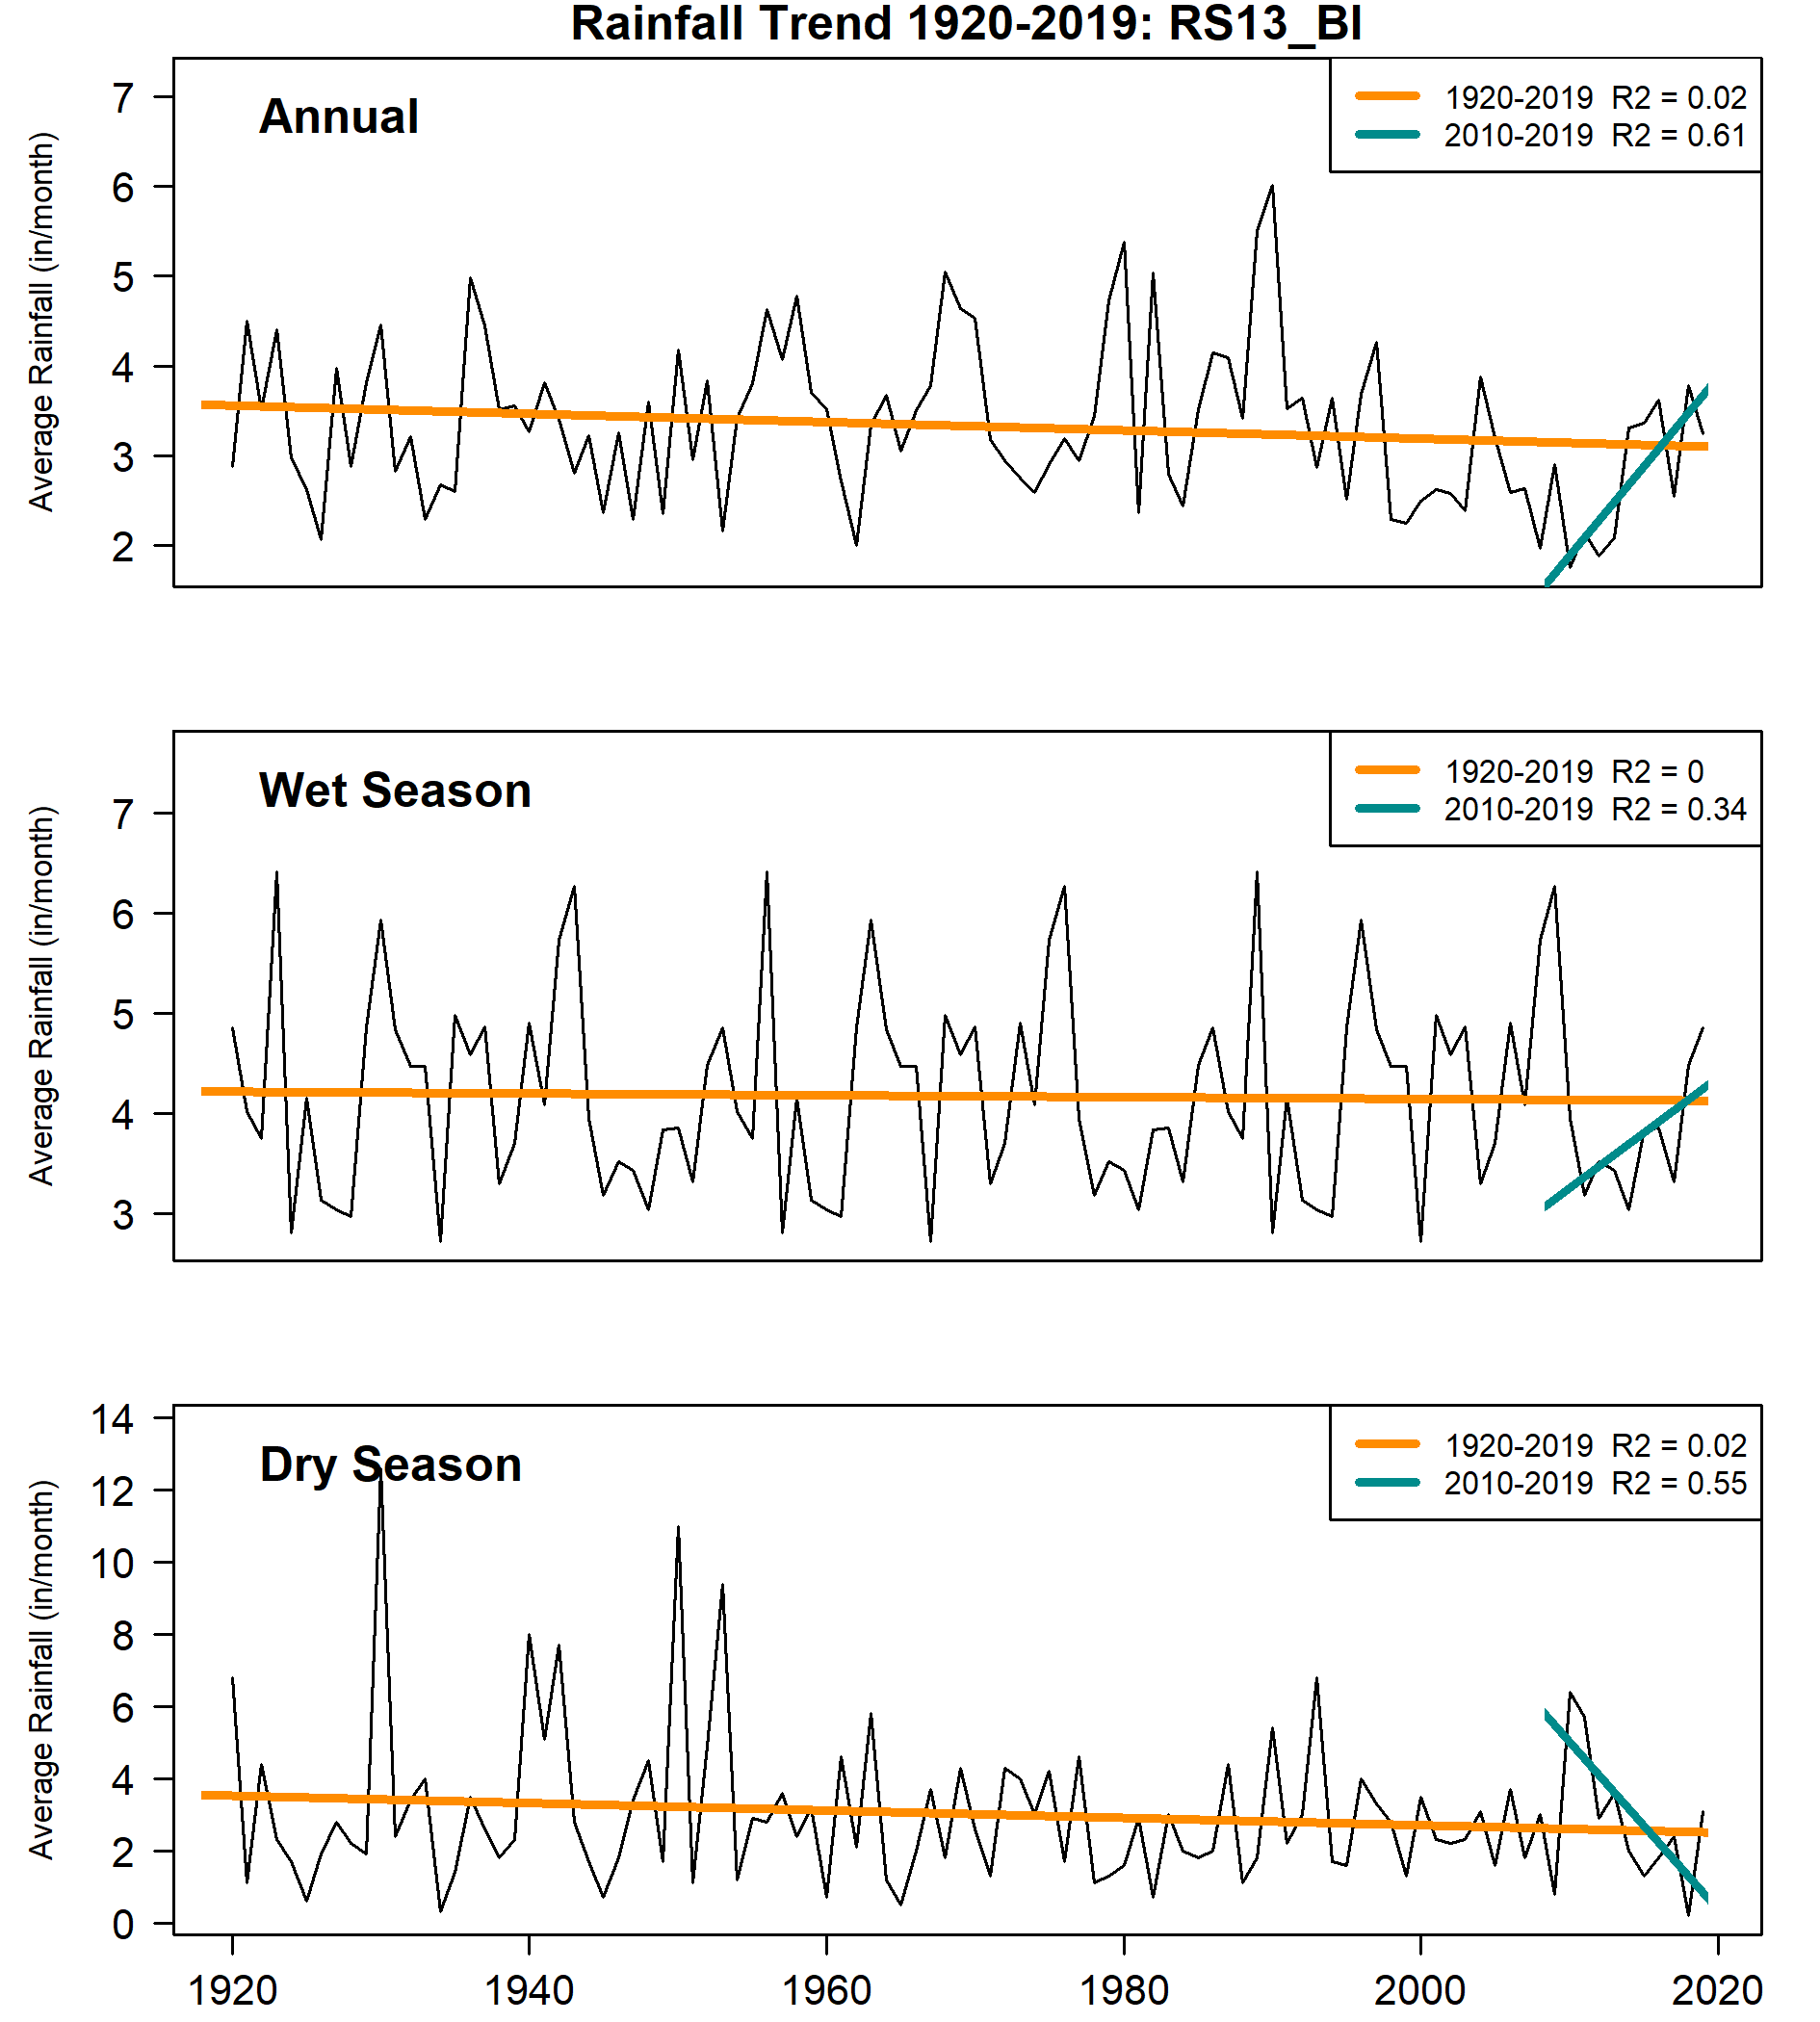 Rainfall Trend 1920-2019: RS13_BI
Annual
1920-2019 R2 = 0.02
2010-2019 R2 = 0.61
Average Rainfall (in/month)
7
6
5
4
3
2
Wet Season
1920-2019 R2 = 0
2010-2019 R2 = 0.34
Average Rainfall (in/month)
7
6
5
4
3
Dry Season
1920-2019 R2 = 0.02
2010-2019 R2 = 0.55
Average Rainfall (in/month)
14
12
10
8
6
4
2
0
1920 1940 1960 1980 2000 2020